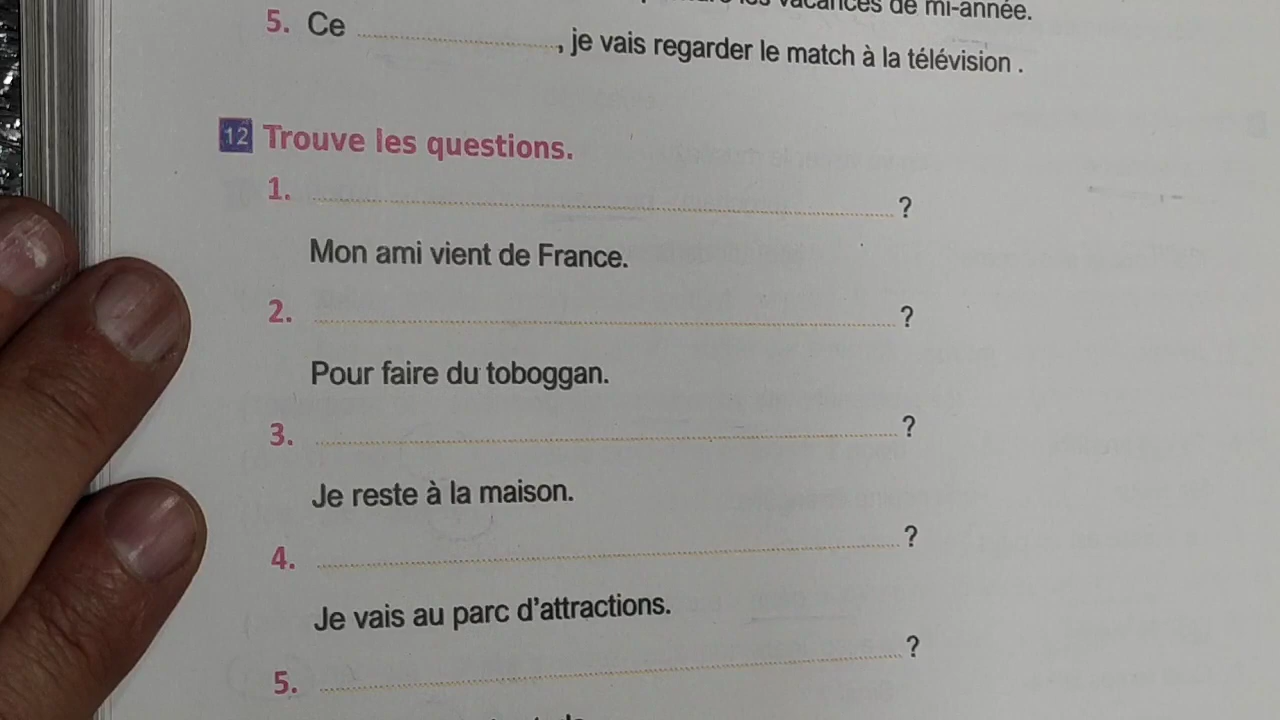 vacances de mi-année.
5. Ce ............, je vais regarder le match à la télévision .
12 Trouve les questions.
1. ............ ?
Mon ami vient de France.
2. ............ ?
Pour faire du toboggan.
3. ............ ?
Je reste à la maison.
4. ............ ?
Je vais au parc d'attractions.
5. ............ ?